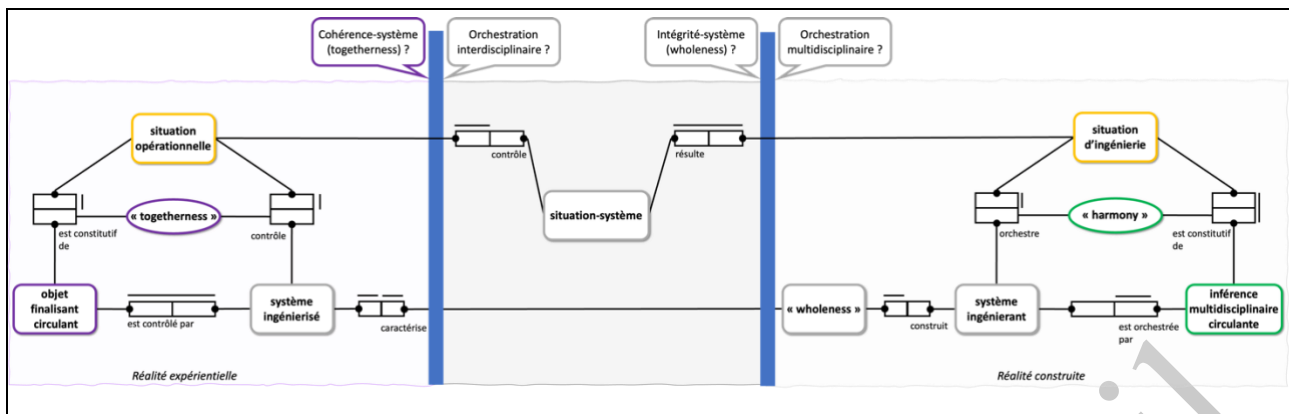 Cohérence-système
(togetherness) ?
Orchestration
interdisciplinaire ?
Intégrité-système
(wholeness) ?
Orchestration
multidisciplinaire ?
situation
opérationnelle
contrôle
résulte
situation
d'ingénierie
situation-système
« togetherness »
est constitutif
de
contrôle
« harmony »
orchestre
est constitutif
de
objet
finalisant
circulant
est contrôlé par
système
ingénierisé
caractérise
« wholeness »
construit
système
ingénierant
est orchestrée
par
inférence
multidisciplinaire
circulante
Réalité expérientielle
Réalité construite